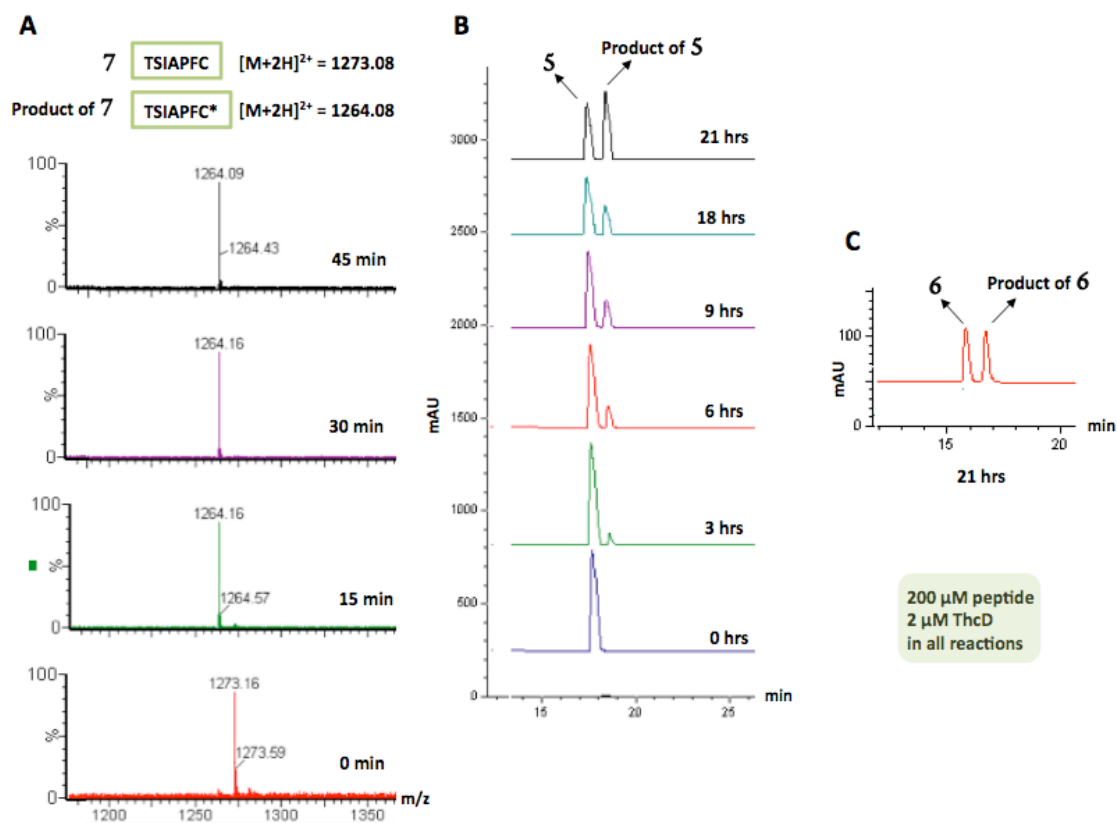 A
7 TSIAPFC [M+2H]²⁺ = 1273.08
Product of 7 TSIAPFC* [M+2H]²⁺ = 1264.08
100
%
0
1264.09
1264.43
45 min
100
%
0
1264.16
30 min
100
%
0
1264.16
1264.57
15 min
100
%
0
1273.16
1273.59
0 min
m/z
1200 1250 1300 1350
B
5
Product of 5
mAU
3000
2500
2000
1500
1000
500
0
21 hrs
18 hrs
9 hrs
6 hrs
3 hrs
0 hrs
min
15 20 25
C
6
Product of 6
mAU
100
0
min
15 20
21 hrs
200 µM peptide
2 µM ThcD
in all reactions